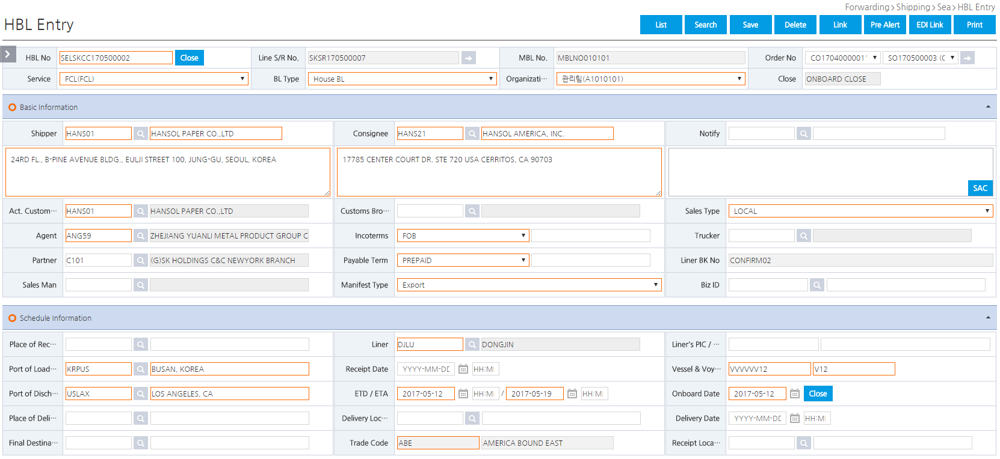 Forwarding > Shipping > Sea > HBL Entry
HBL Entry
List Search Save Delete Link Pre Alert EDI Link Print
HBL No SELSKCC170500002 Close Line S/R No. SKSR170500007 MBL No. MBLNO010101 Order No CO1704000001 SO170500003 (C
Service FCL(FCL) BL Type House BL Organizati··· 관리팀(A1010101) Close ONBOARD CLOSE
Basic Information
Shipper HANS01 HANSOL PAPER CO.,LTD Consignee HANS21 HANSOL AMERICA, INC. Notify
24RD FL., B-PINE AVENUE BLDG., EULJI STREET 100, JUNG-GU, SEOUL, KOREA 17785 CENTER COURT DR. STE 720 USA CERRITOS, CA 90703
SAC
Act. Custom··· HANS01 HANSOL PAPER CO.,LTD Customs Bro··· Sales Type LOCAL
Agent ANG59 ZHEJIANG YUANLI METAL PRODUCT GROUP C Incoterms FOB Trucker
Partner C101 (G)SK HOLDINGS C&C NEWYORK BRANCH Payable Term PREPAID Liner BK No CONFIRM02
Sales Man Manifest Type Export Biz ID
Schedule Information
Place of Rec··· Liner DJLU DONGJIN Liner's PIC / ···
Port of Load··· KRPUS BUSAN, KOREA Receipt Date YYYY-MM-DD HH:MI Vessel & Voy··· VVVVVV12 V12
Port of Disch··· USLAX LOS ANGELES, CA ETD / ETA 2017-05-12 HH:MI / 2017-05-19 HH:MI Onboard Date 2017-05-12 Close
Place of Deli··· Delivery Loc··· Delivery Date YYYY-MM-DD HH:MI
Final Destina··· Trade Code ABE AMERICA BOUND EAST Receipt Loca···